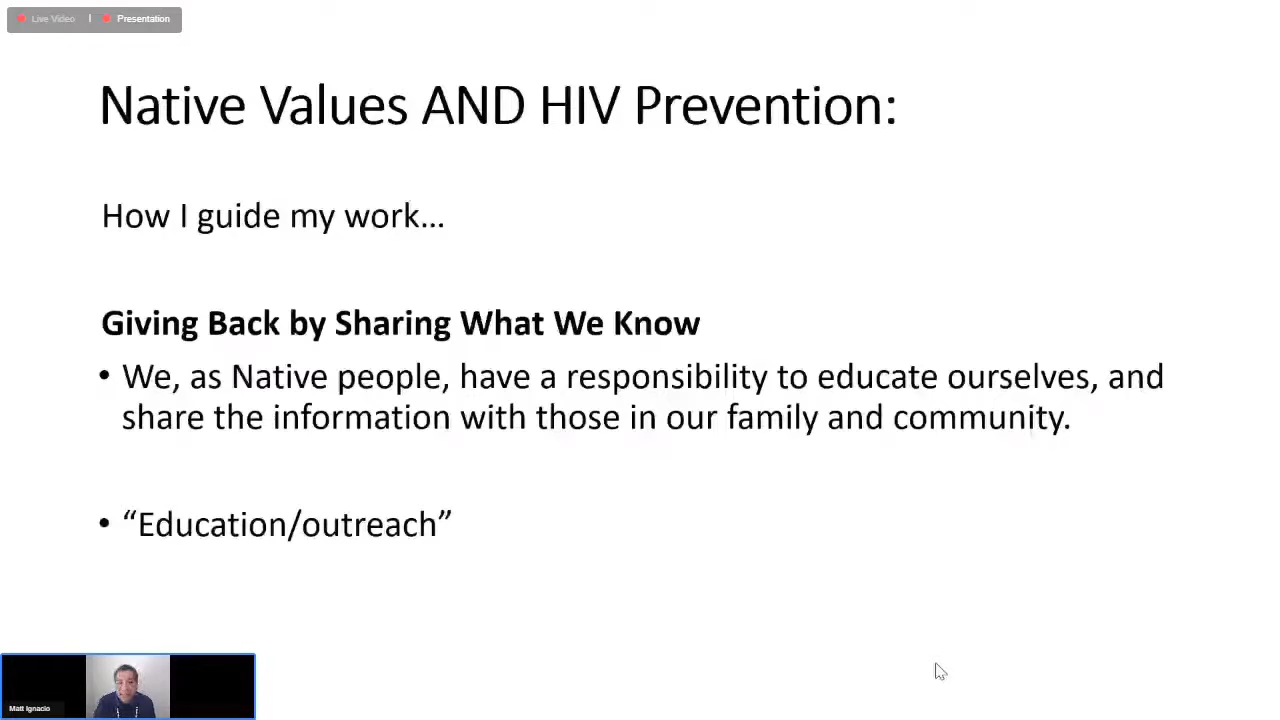 Live Video | Presentation
Native Values AND HIV Prevention:
How I guide my work…
Giving Back by Sharing What We Know
• We, as Native people, have a responsibility to educate ourselves, and
share the information with those in our family and community.
• “Education/outreach”
Matt Ignacio